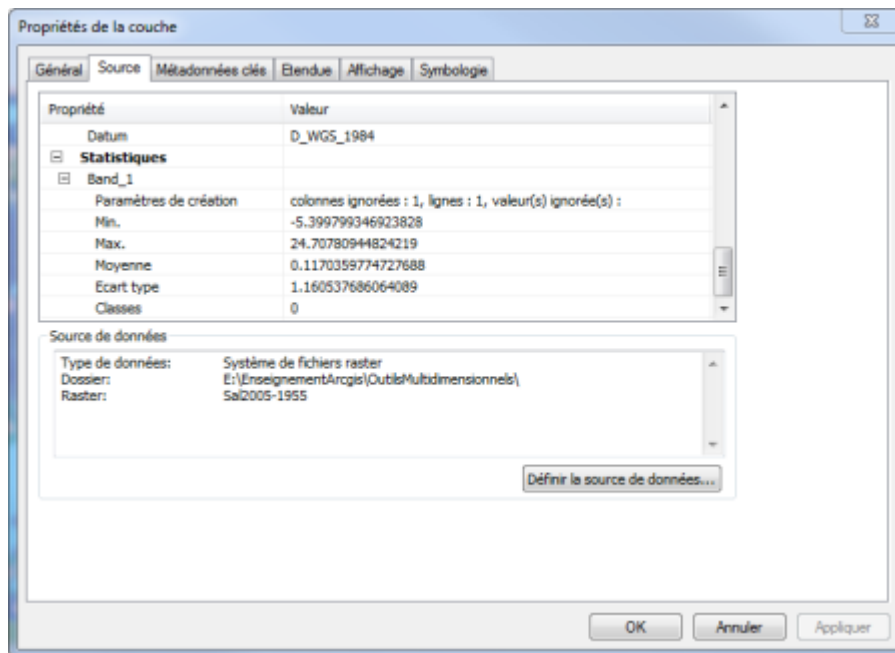 Propriétés de la couche
Général Source Métadonnées clés Etendue Affichage Symbologie
Propriété Valeur
Datum D_WGS_1984
Statistiques
Band_1
Paramètres de création colonnes ignorées : 1, lignes : 1, valeur(s) ignorée(s) :
Min. -5.399799346923828
Max. 24.70780944824219
Moyenne 0.1170359774727688
Ecart type 1.160537686064089
Classes 0
Source de données
Type de données: Système de fichiers raster
Dossier: E:\EnseignementArcgis\OutilsMultidimensionnels\
Raster: Sal2005-1955
Définir la source de données...
OK Annuler Appliquer